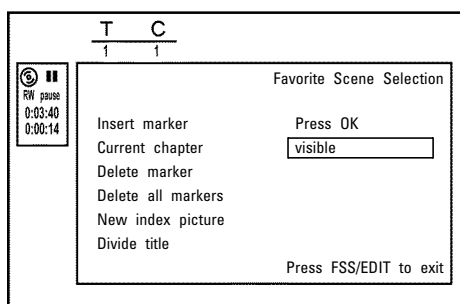 T C
1 1
RW pause
0:03:40
0:00:14
Favorite Scene Selection
Insert marker Press OK
Current chapter visible
Delete marker
Delete all markers
New index picture
Divide title
Press FSS/EDIT to exit